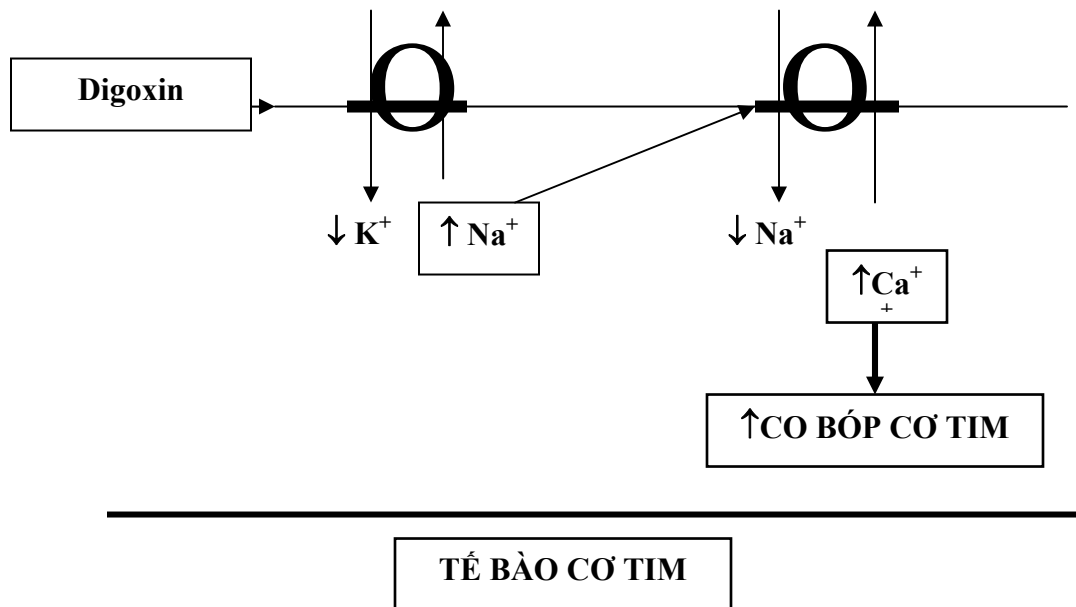 O O
Digoxin
↓ K⁺ ↑ Na⁺ ↓ Na⁺
↑Ca⁺
+
↑CO BÓP CƠ TIM
TẾ BÀO CƠ TIM